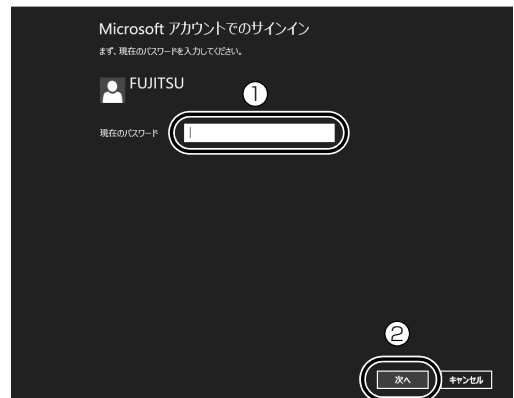 Microsoft アカウントでのサインイン
まず、現在のパスワードを入力してください。
FUJITSU
①
現在のパスワード
②
次へ
キャンセル